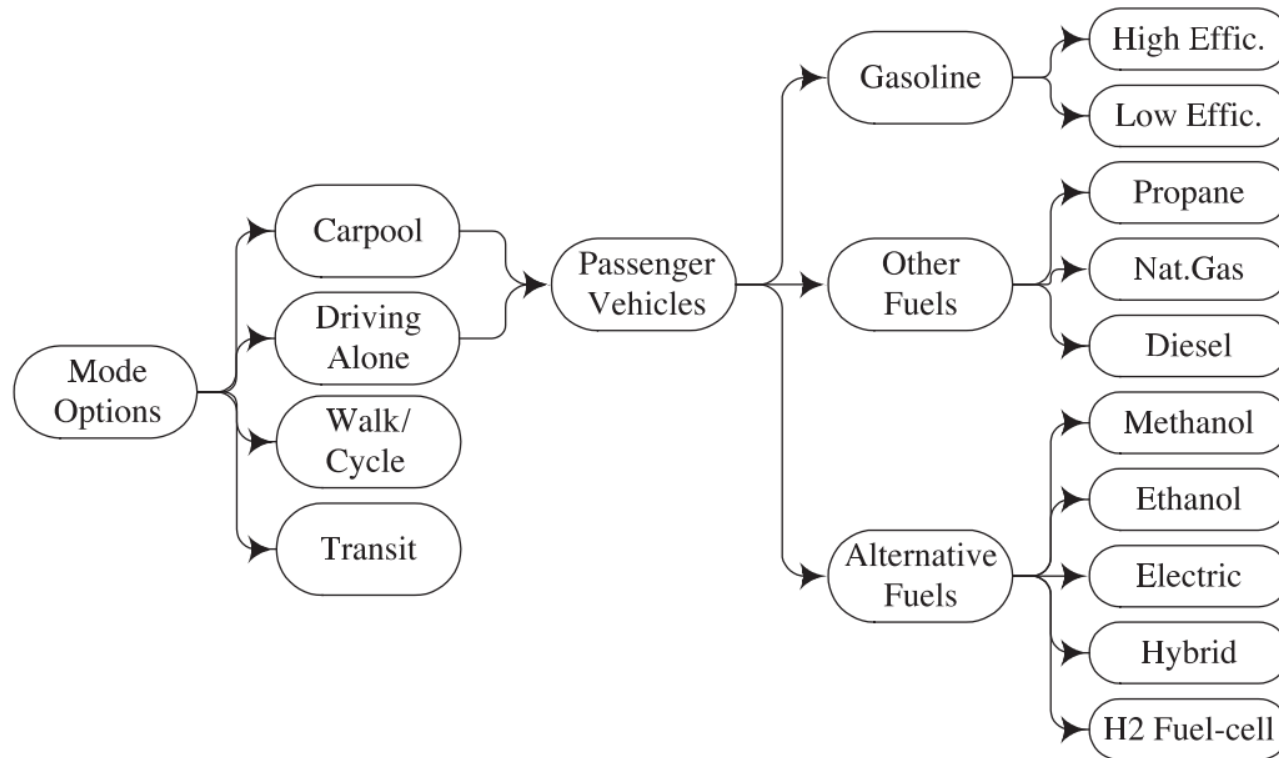 Mode
Options
Carpool
Driving
Alone
Walk/
Cycle
Transit
Passenger
Vehicles
Gasoline
Other
Fuels
Alternative
Fuels
High Effic.
Low Effic.
Propane
Nat.Gas
Diesel
Methanol
Ethanol
Electric
Hybrid
H2 Fuel-cell